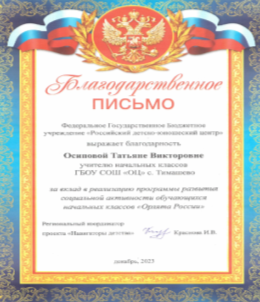 Благодарственное
ПИСЬМО
Федеральное Государственное Бюджетное
учреждение «Российский детско-юношеский центр»
выражает благодарность
Осиповой Татьяне Викторовне
учителю начальных классов
ГБОУ СОШ «ОЦ» с. Тимашево
за вклад в реализацию программы развития
социальной активности обучающихся
начальных классов «Орлята России»
Региональный координатор
проекта «Навигаторы детства»
Краснова Н.В.
декабрь, 2023